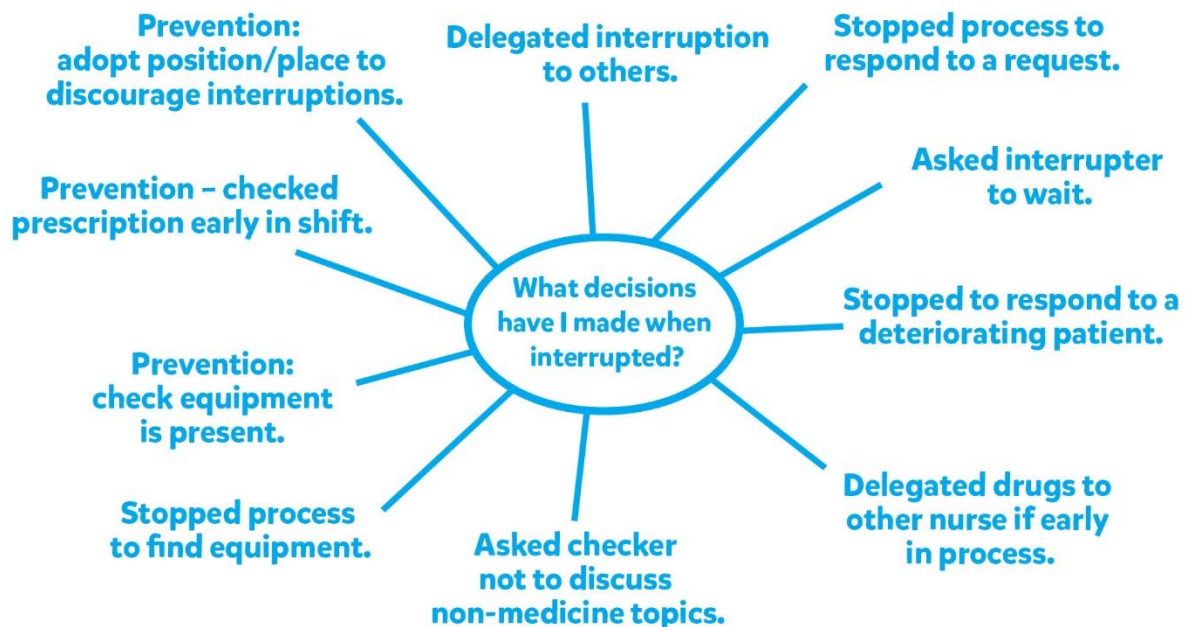 Prevention:
adopt position/place to
discourage interruptions.
Delegated interruption
to others.
Stopped process to
respond to a request.
Prevention – checked
prescription early in shift.
Asked interrupter
to wait.
What decisions
have I made when
interrupted?
Stopped to respond to a
deteriorating patient.
Prevention:
check equipment
is present.
Stopped process
to find equipment.
Asked checker
not to discuss
non-medicine topics.
Delegated drugs to
other nurse if early
in process.